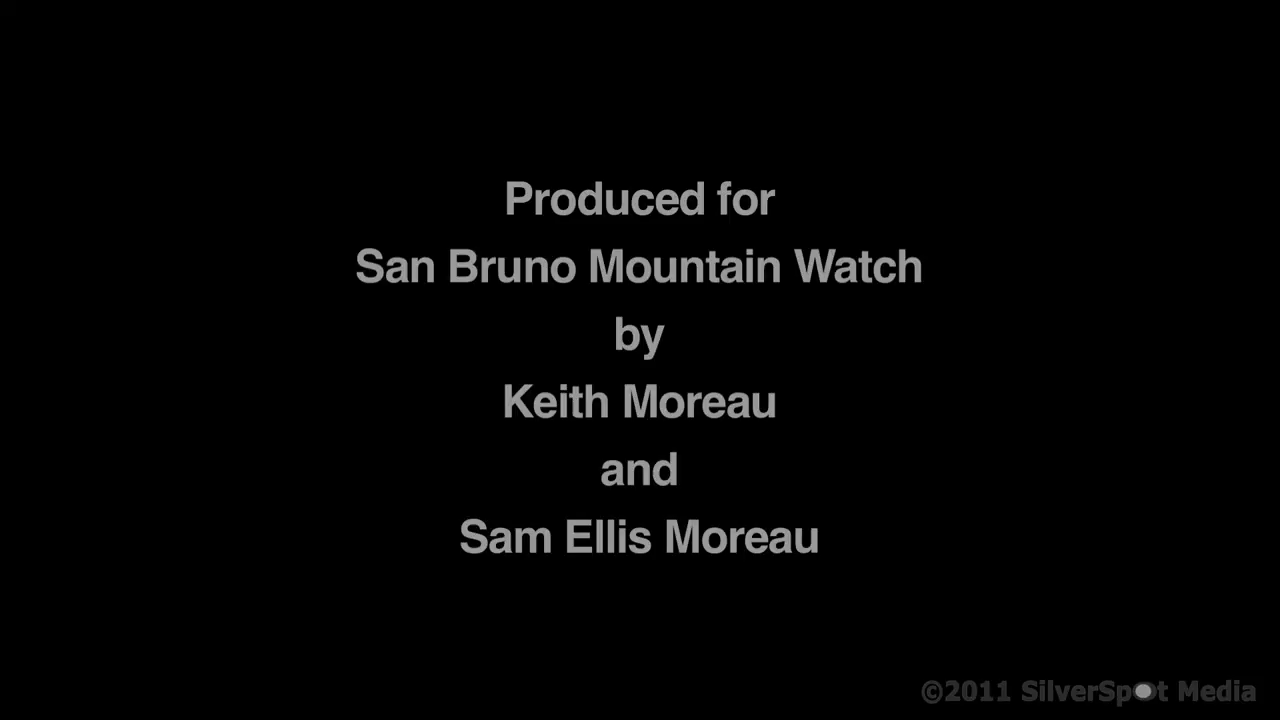 Produced for
San Bruno Mountain Watch
by
Keith Moreau
and
Sam Ellis Moreau
©2011 SilverSpot Media